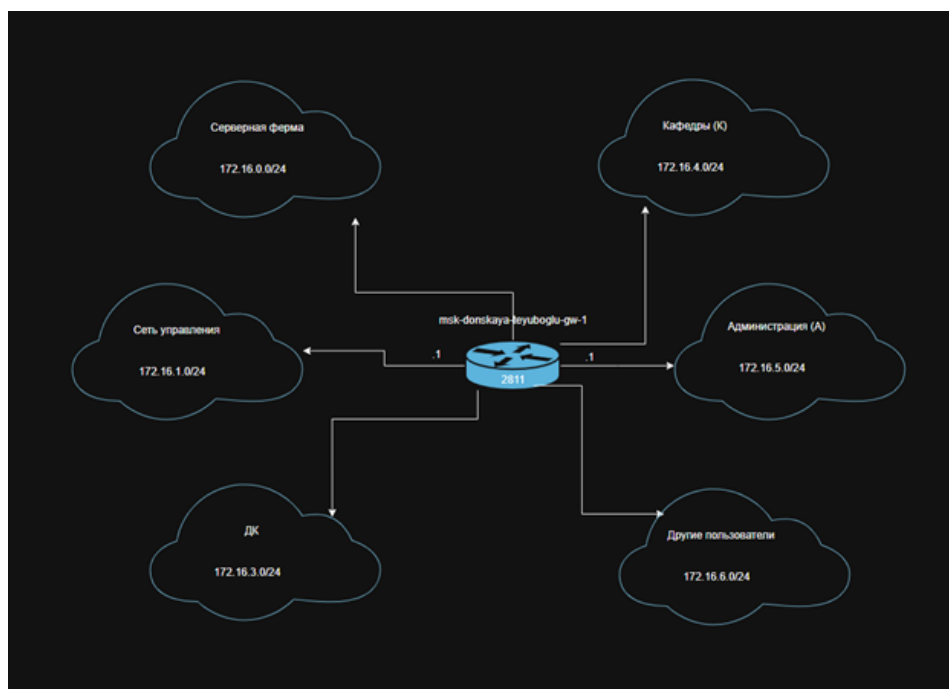 Серверная ферма
172.16.0.0/24
Кафедры (К)
172.16.4.0/24
msk-donskaya-leyuboglu-gw-1
Сеть управления
172.16.1.0/24
.1
2811
.1
Администрация (А)
172.16.5.0/24
ДК
172.16.3.0/24
Другие пользователи
172.16.6.0/24